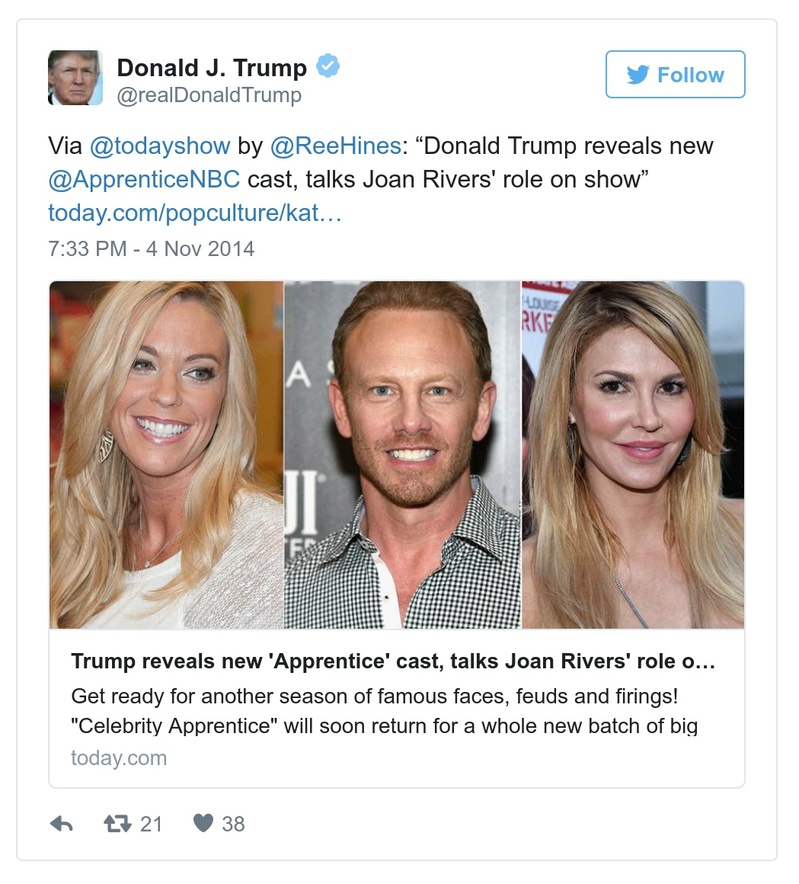 Donald J. Trump
@realDonaldTrump
Follow
Via @todayshow by @ReeHines: “Donald Trump reveals new
@ApprenticeNBC cast, talks Joan Rivers' role on show”
today.com/popculture/kat…
7:33 PM - 4 Nov 2014
A
JI
-LOUISE
RKE
Trump reveals new 'Apprentice' cast, talks Joan Rivers' role o…
Get ready for another season of famous faces, feuds and firings!
"Celebrity Apprentice" will soon return for a whole new batch of big
today.com
21
38